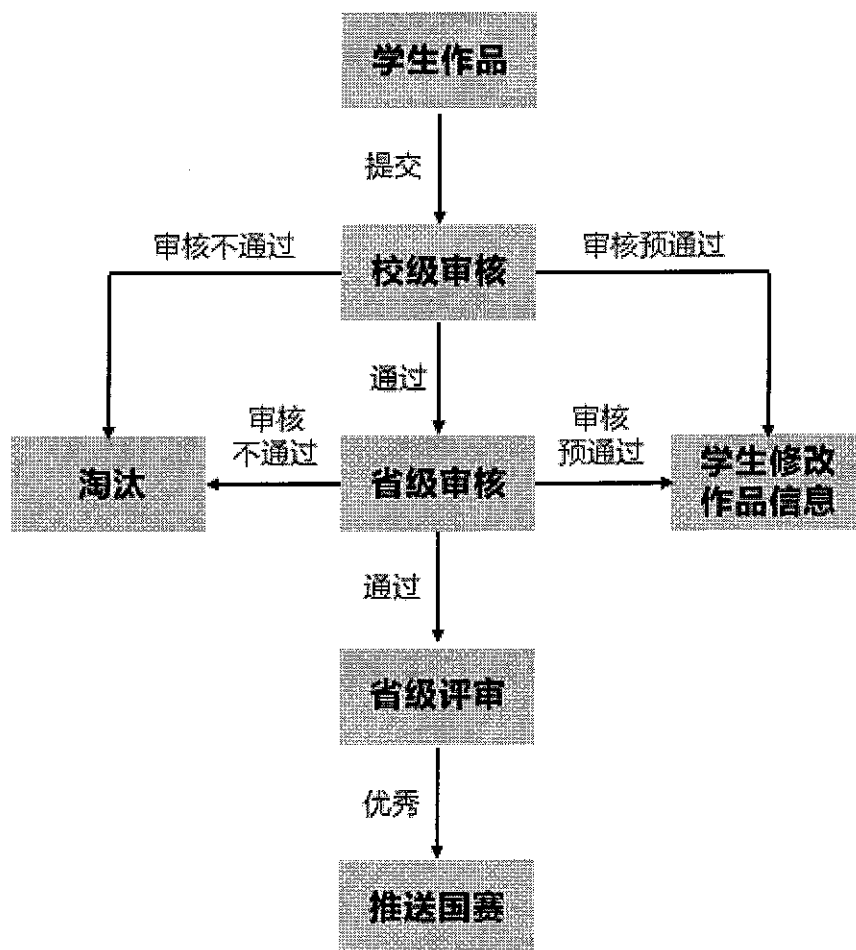 学生作品
提交
审核不通过
校级审核
审核预通过
通过
审核
不通过
审核
预通过
淘汰
省级审核
学生修改
作品信息
通过
省级评审
优秀
推送国赛